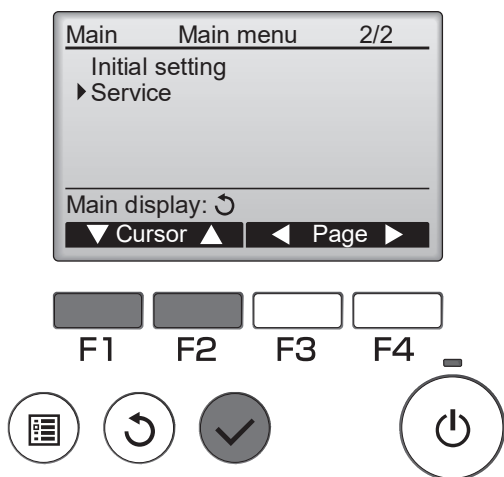 Main Main menu 2/2
Initial setting
Service
Main display:
Cursor Page
F1 F2 F3 F4